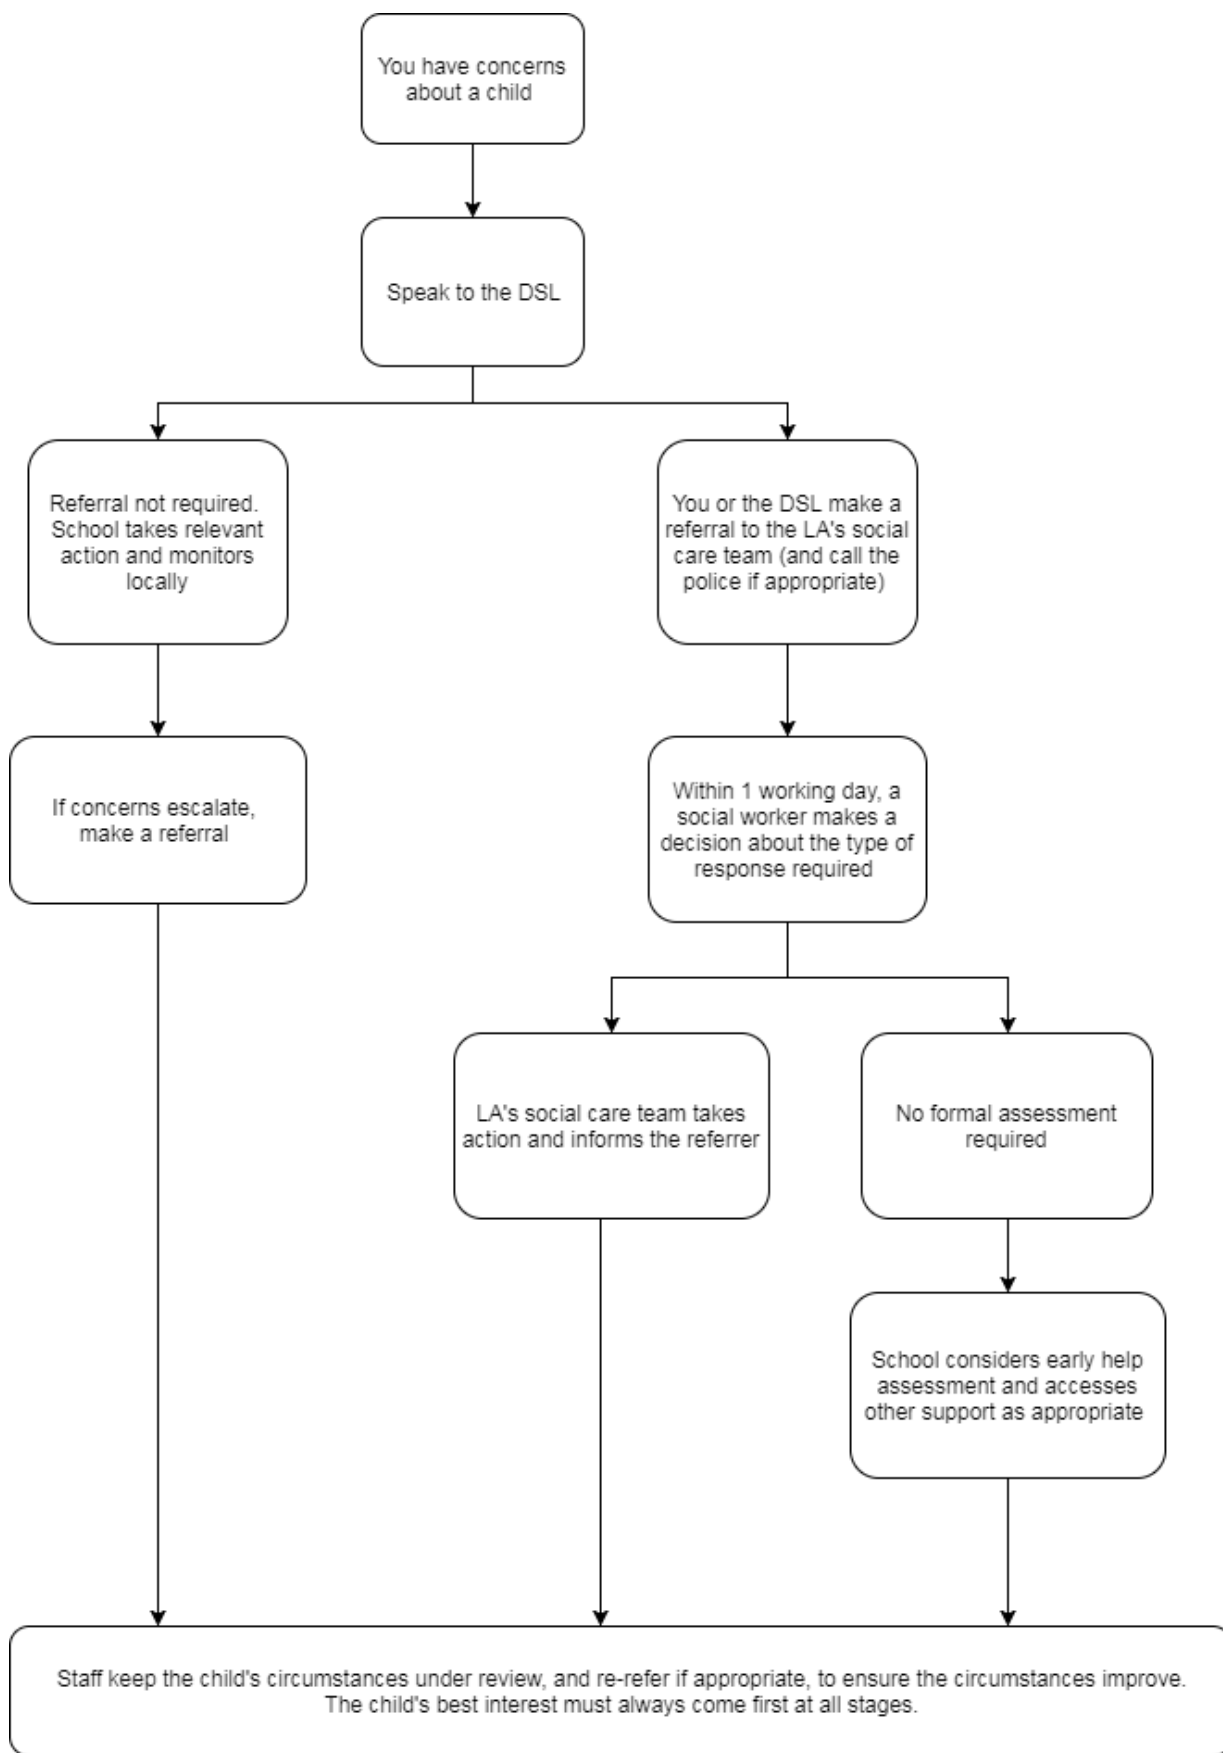 You have concerns
about a child
Speak to the DSL
Referral not required.
School takes relevant
action and monitors
locally
You or the DSL make a
referral to the LA's social
care team (and call the
police if appropriate)
If concerns escalate,
make a referral
Within 1 working day, a
social worker makes a
decision about the type of
response required
LA's social care team takes
action and informs the referrer
No formal assessment
required
School considers early help
assessment and accesses
other support as appropriate
Staff keep the child's circumstances under review, and re-refer if appropriate, to ensure the circumstances improve.
The child's best interest must always come first at all stages.